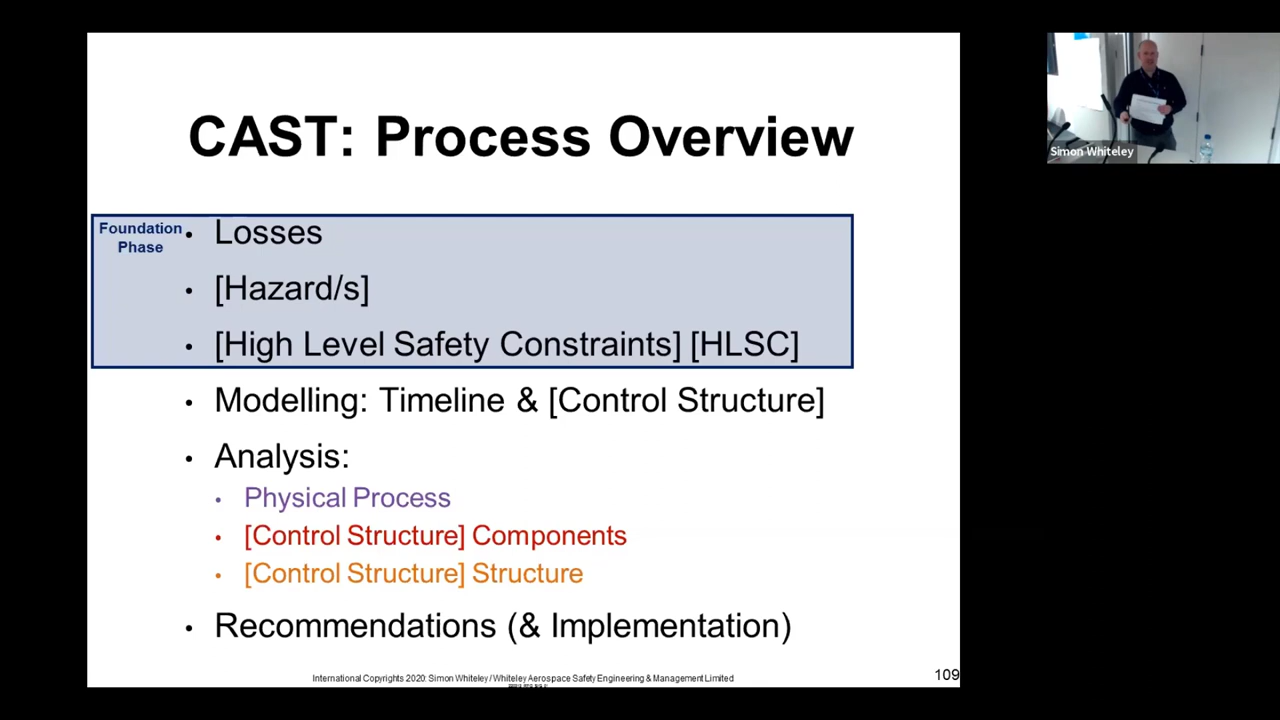 CAST: Process Overview
Foundation
Phase
• Losses
• [Hazard/s]
• [High Level Safety Constraints] [HLSC]
• Modelling: Timeline & [Control Structure]
• Analysis:
• Physical Process
• [Control Structure] Components
• [Control Structure] Structure
• Recommendations (& Implementation)
International Copyrights 2020: Simon Whiteley / Whiteley Aerospace Safety Engineering & Management Limited
109
Simon Whiteley